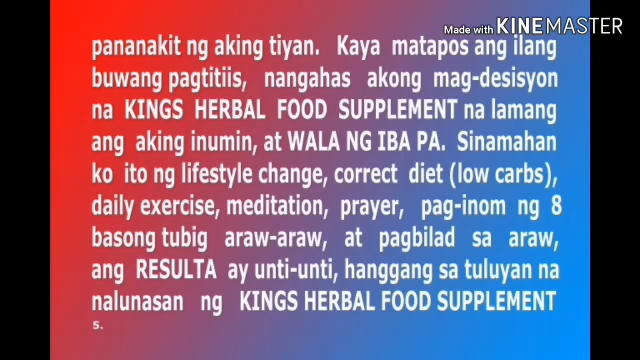 Made with KINEMASTER
pananakit ng aking tiyan. Kaya matapos ang ilang
buwang pagtitiis, nangahas akong mag-desisyon
na KINGS HERBAL FOOD SUPPLEMENT na lamang
ang aking inumin, at WALA NG IBA PA. Sinamahan
ko ito ng lifestyle change, correct diet (low carbs),
daily exercise, meditation, prayer, pag-inom ng 8
basong tubig araw-araw, at pagbilad sa araw,
ang RESULTA ay unti-unti, hanggang sa tuluyan na
nalunasan ng KINGS HERBAL FOOD SUPPLEMENT
5.